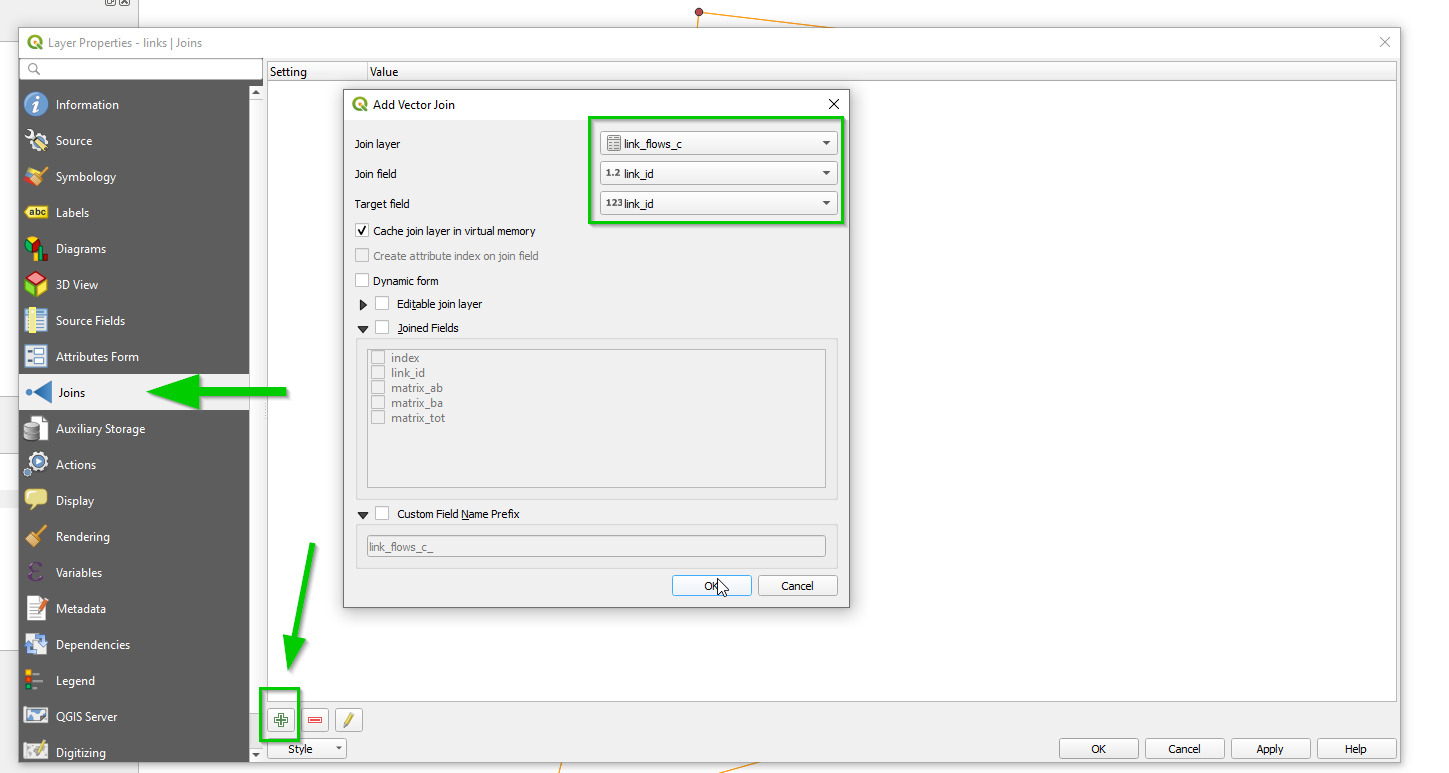 Layer Properties - links | Joins
Setting Value
Information
Source
Symbology
abc Labels
Diagrams
3D View
Source Fields
Attributes Form
Joins
Auxiliary Storage
Actions
Display
Rendering
Variables
Metadata
Dependencies
Legend
QGIS Server
Digitizing
Add Vector Join
Join layer link_flows_c
Join field 1.2 link_id
Target field 123 link_id
Cache join layer in virtual memory
Create attribute index on join field
Dynamic form
Editable join layer
Joined Fields
index
link_id
matrix_ab
matrix_ba
matrix_tot
Custom Field Name Prefix
link_flows_c_
OK Cancel
Style OK Cancel Apply Help